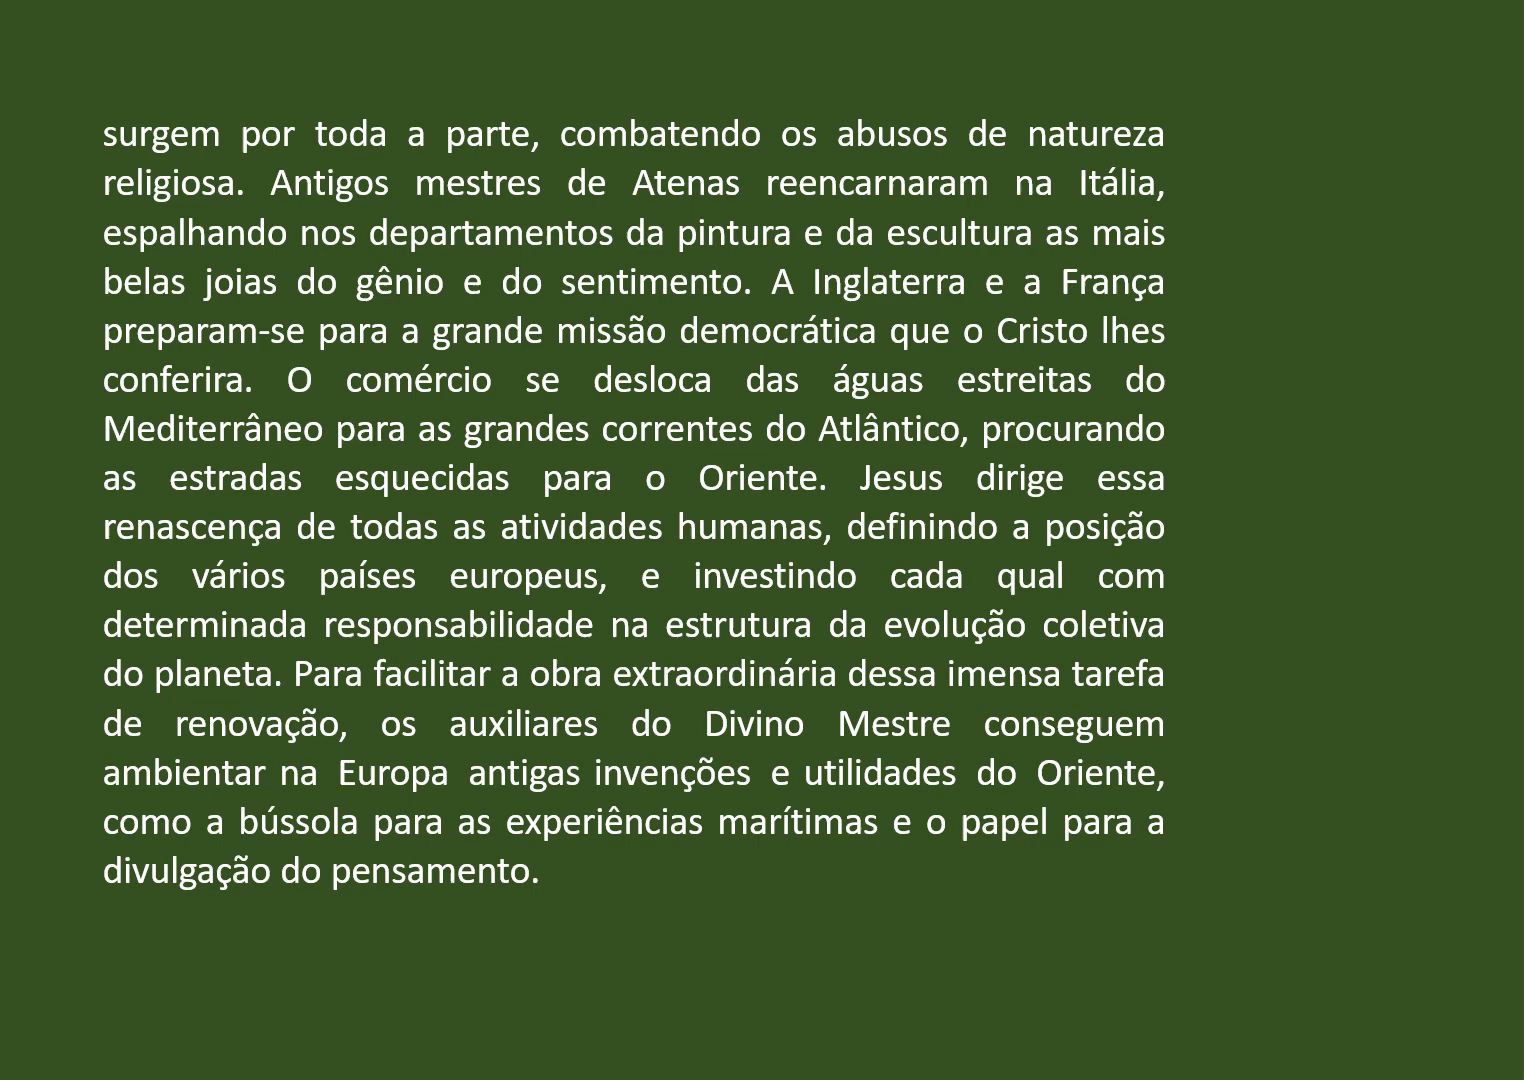 surgem por toda a parte, combatendo os abusos de natureza
religiosa. Antigos mestres de Atenas reencarnaram na Itália,
espalhando nos departamentos da pintura e da escultura as mais
belas joias do gênio e do sentimento. A Inglaterra e a França
preparam-se para a grande missão democrática que o Cristo lhes
conferira. O comércio se desloca das águas estreitas do
Mediterrâneo para as grandes correntes do Atlântico, procurando
as estradas esquecidas para o Oriente. Jesus dirige essa
renascença de todas as atividades humanas, definindo a posição
dos vários países europeus, e investindo cada qual com
determinada responsabilidade na estrutura da evolução coletiva
do planeta. Para facilitar a obra extraordinária dessa imensa tarefa
de renovação, os auxiliares do Divino Mestre conseguem
ambientar na Europa antigas invenções e utilidades do Oriente,
como a bússola para as experiências marítimas e o papel para a
divulgação do pensamento.